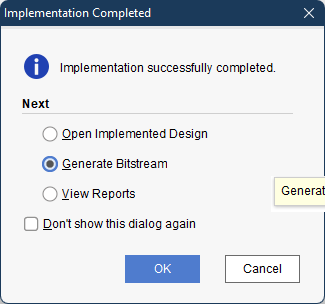 Implementation Completed
Implementation successfully completed.
Next
Open Implemented Design
Generate Bitstream
View Reports
Generat
Don't show this dialog again
OK
Cancel